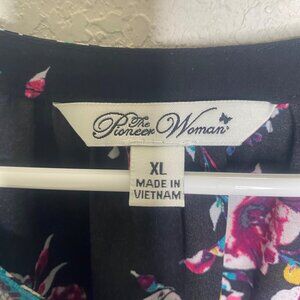 The
Pioneer Woman
XL
MADE IN
VIETNAM